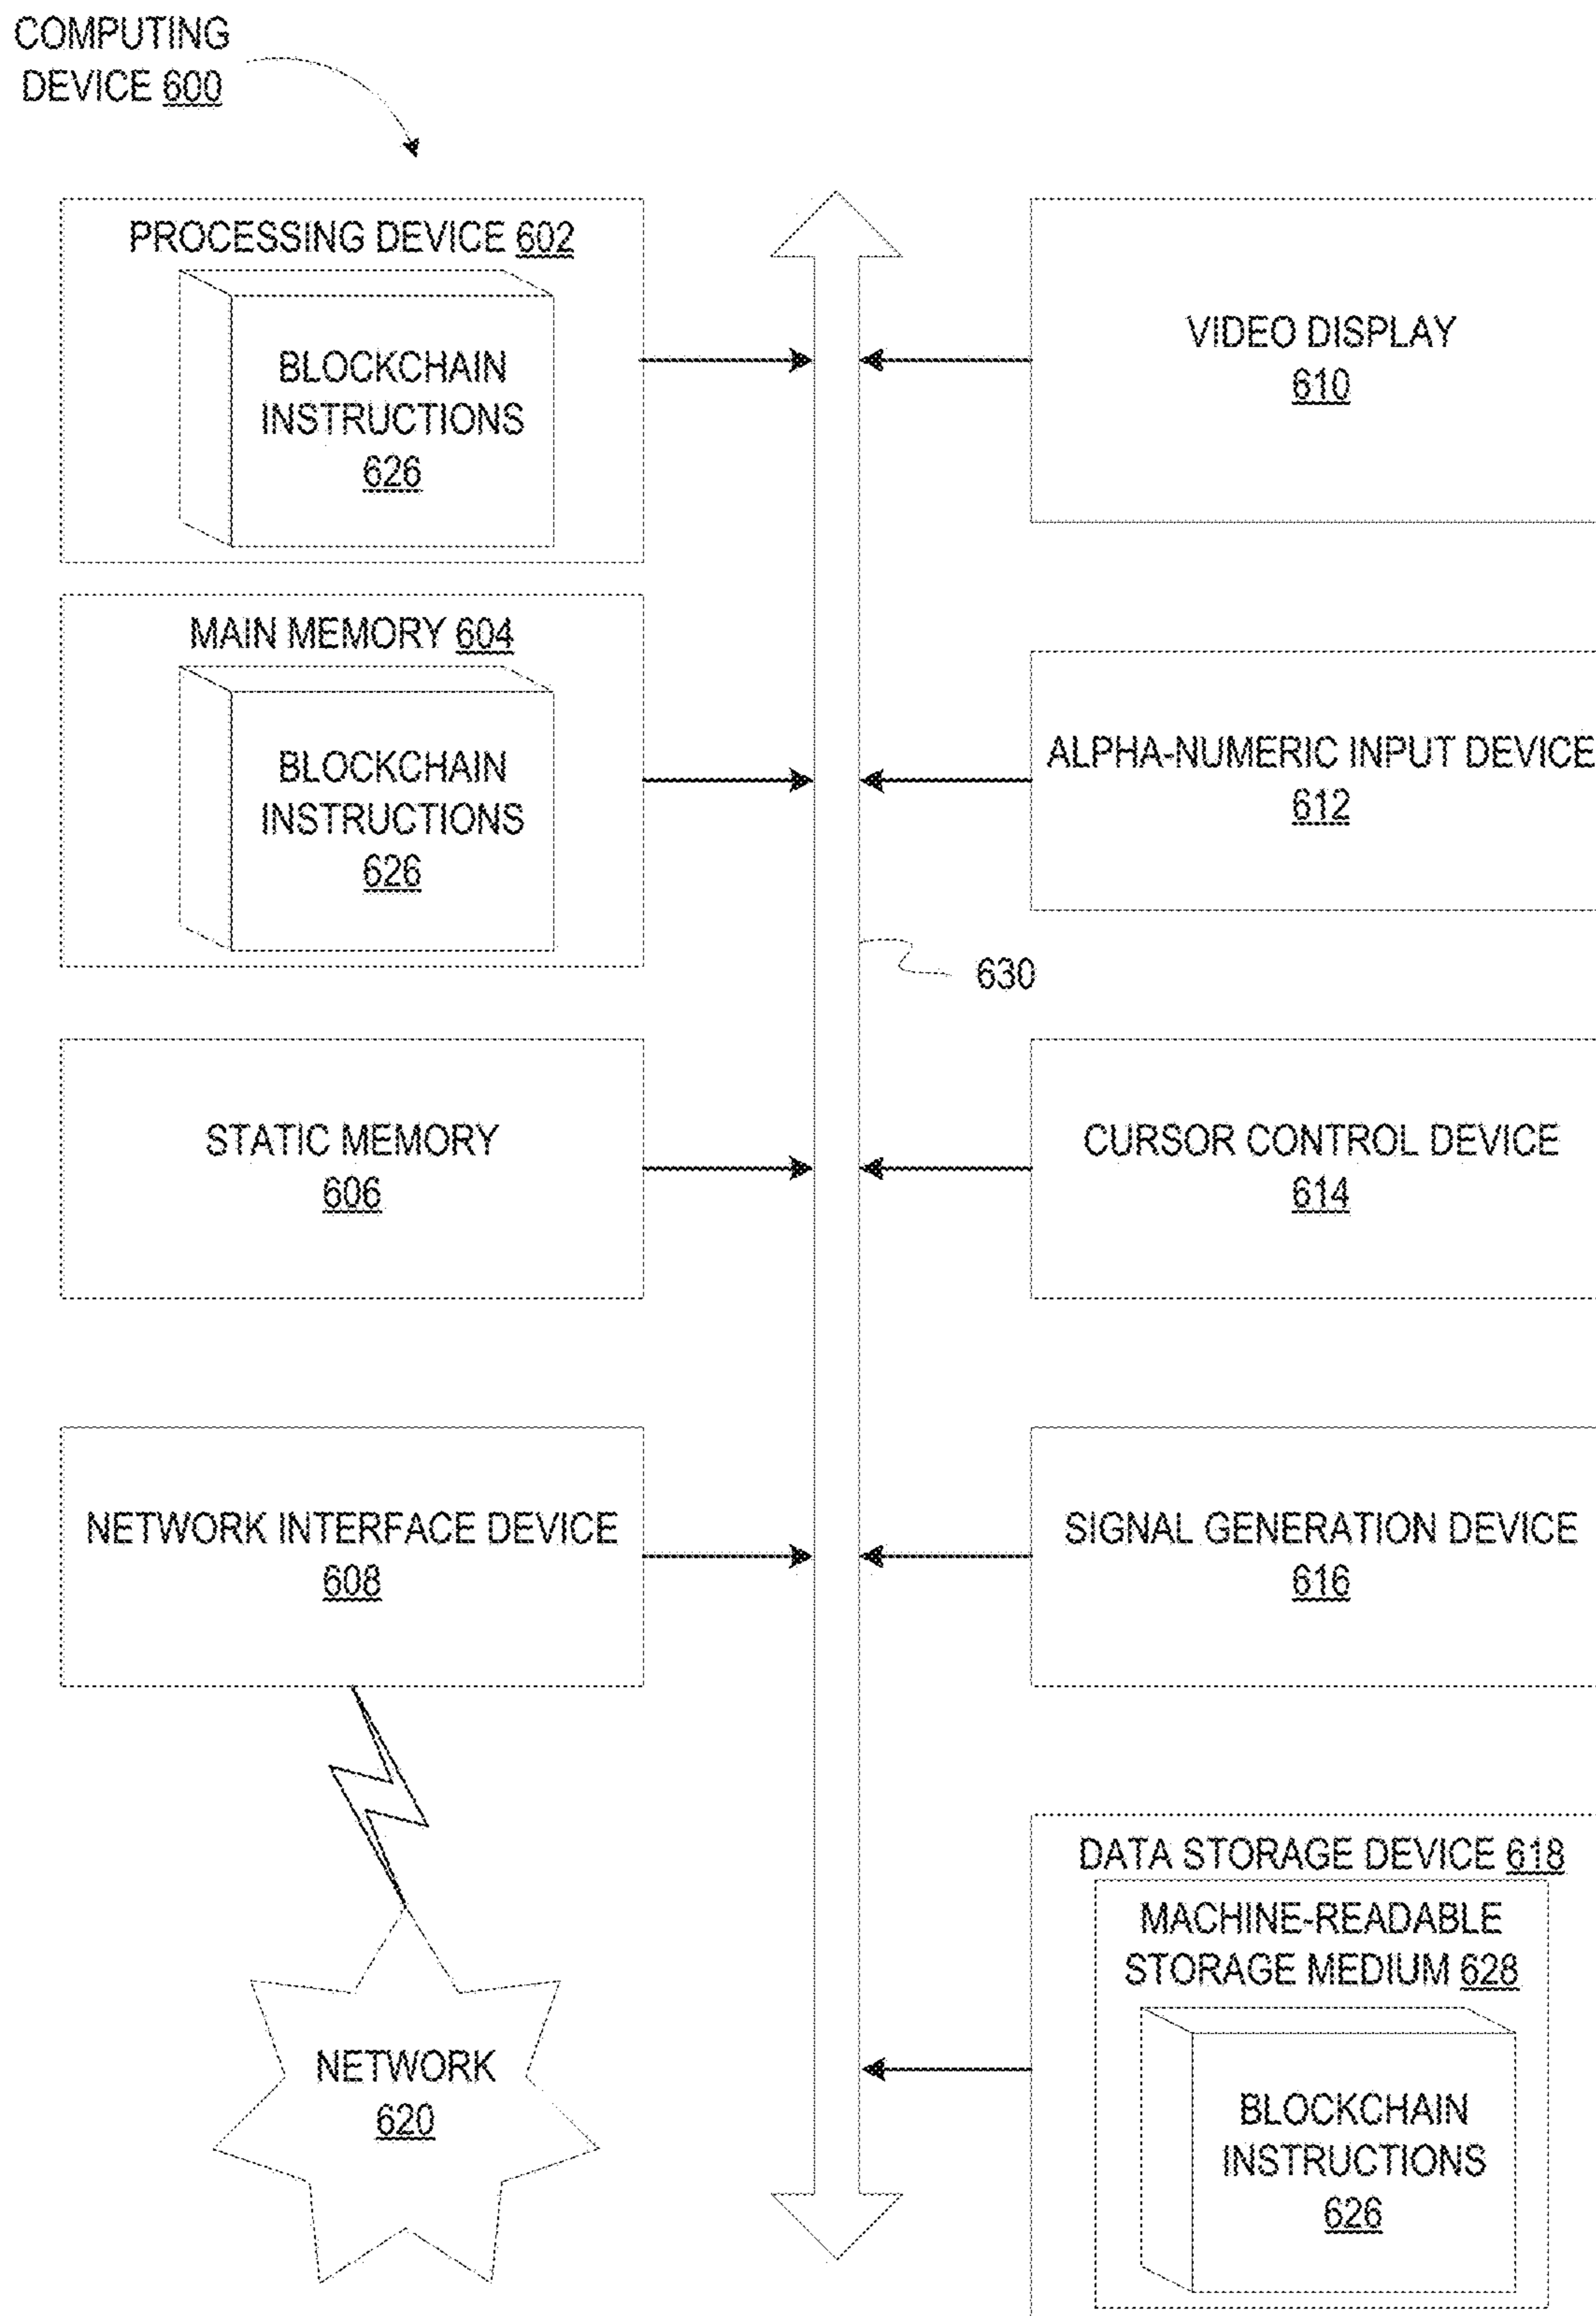 COMPUTING
DEVICE 600
PROCESSING DEVICE 602
BLOCKCHAIN
INSTRUCTIONS
626
MAIN MEMORY 604
BLOCKCHAIN
INSTRUCTIONS
626
STATIC MEMORY
606
NETWORK INTERFACE DEVICE
608
NETWORK
620
VIDEO DISPLAY
610
ALPHA-NUMERIC INPUT DEVICE
612
630
CURSOR CONTROL DEVICE
614
SIGNAL GENERATION DEVICE
616
DATA STORAGE DEVICE 618
MACHINE-READABLE
STORAGE MEDIUM 628
BLOCKCHAIN
INSTRUCTIONS
626